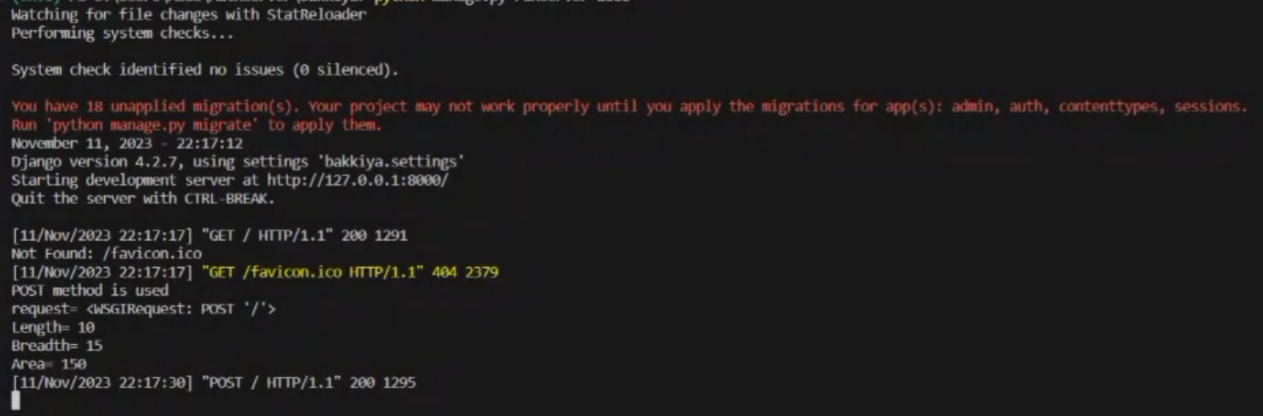 Watching for file changes with StatReloader
Performing system checks...
System check identified no issues (0 silenced).
You have 18 unapplied migration(s). Your project may not work properly until you apply the migrations for app(s): admin, auth, contenttypes, sessions.
Run 'python manage.py migrate' to apply them.
November 11, 2023 - 22:17:12
Django version 4.2.7, using settings 'bakkiya.settings'
Starting development server at http://127.0.0.1:8000/
Quit the server with CTRL-BREAK.
[11/Nov/2023 22:17:17] "GET / HTTP/1.1" 200 1291
Not Found: /favicon.ico
[11/Nov/2023 22:17:17] "GET /favicon.ico HTTP/1.1" 404 2379
POST method is used
request= <WSGIRequest: POST '/'>
Length= 10
Breadth= 15
Area= 150
[11/Nov/2023 22:17:30] "POST / HTTP/1.1" 200 1295